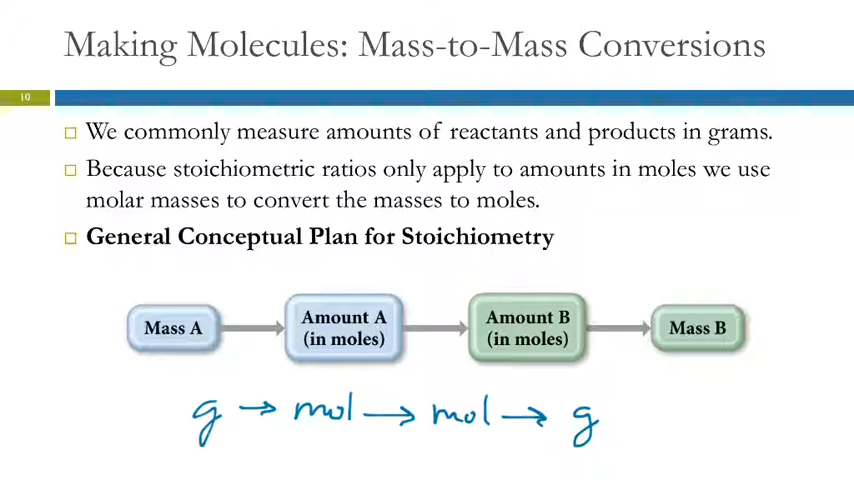 Making Molecules: Mass-to-Mass Conversions
10
We commonly measure amounts of reactants and products in grams.
Because stoichiometric ratios only apply to amounts in moles we use
molar masses to convert the masses to moles.
General Conceptual Plan for Stoichiometry
Mass A
Amount A
(in moles)
Amount B
(in moles)
Mass B
g → mol → mol → g